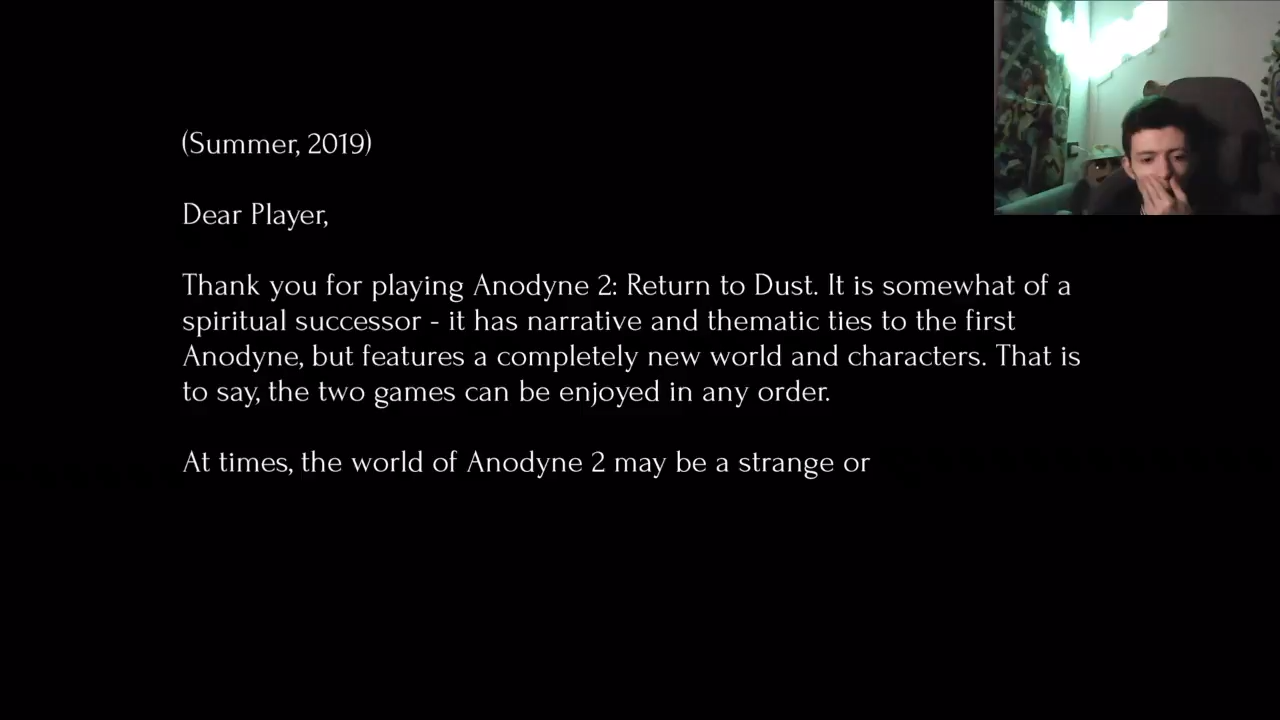 (Summer, 2019)
Dear Player,
Thank you for playing Anodyne 2: Return to Dust. It is somewhat of a
spiritual successor - it has narrative and thematic ties to the first
Anodyne, but features a completely new world and characters. That is
to say, the two games can be enjoyed in any order.
At times, the world of Anodyne 2 may be a strange or